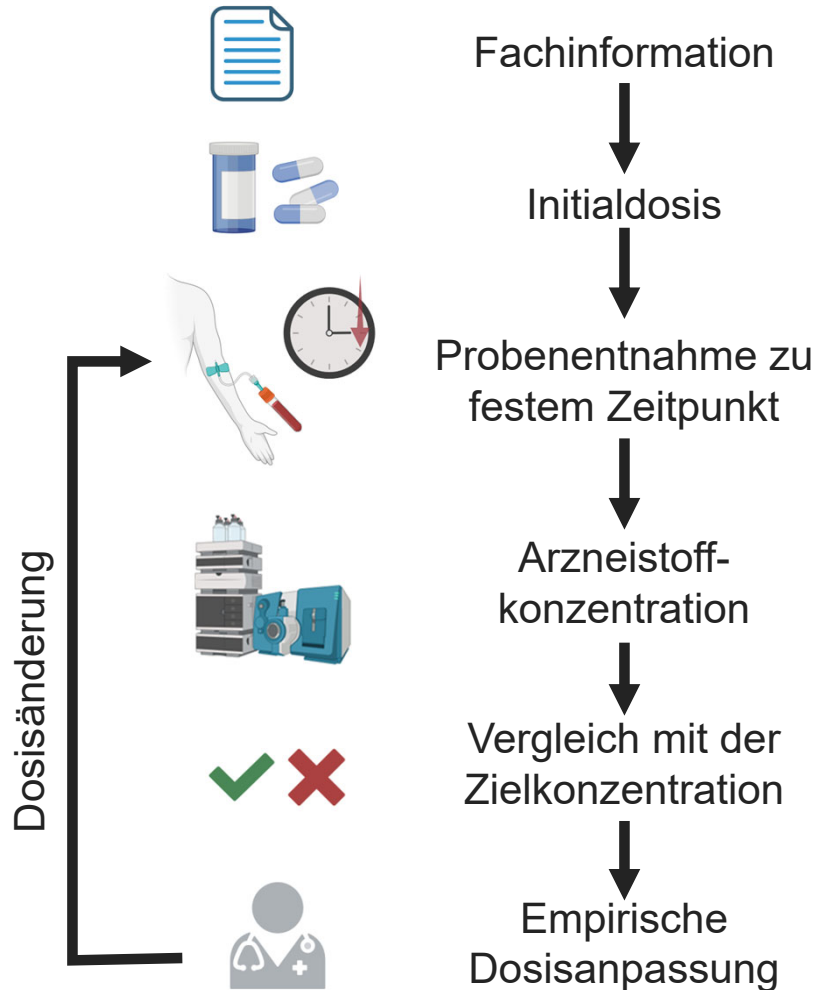 Fachinformation
Initialdosis
Probenentnahme zu
festem Zeitpunkt
Arzneistoff-
konzentration
Vergleich mit der
Zielkonzentration
Empirische
Dosisanpassung
Dosisänderung